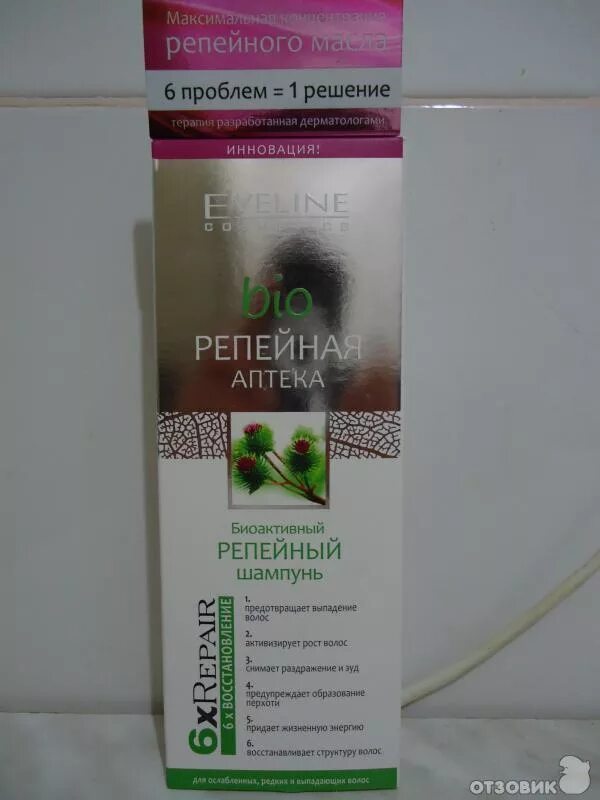 Максимальная концентрация
репейного масла
6 проблем = 1 решение
терапия разработанная дерматологами
ИННОВАЦИЯ!
EVELINE
COSMETICS
bio
РЕПЕЙНАЯ
АПТЕКА
Биоактивный
РЕПЕЙНЫЙ
шампунь
6xREPAIR
6 x ВОССТАНОВЛЕНИЕ
1.
предотвращает выпадение
волос
2.
активизирует рост волос
3.
снимает раздражение и зуд
4.
предупреждает образование
перхоти
5.
придает жизненную энергию
6.
восстанавливает структуру волос
для ослабленных, редких и выпадающих волос
ОТЗОВИК